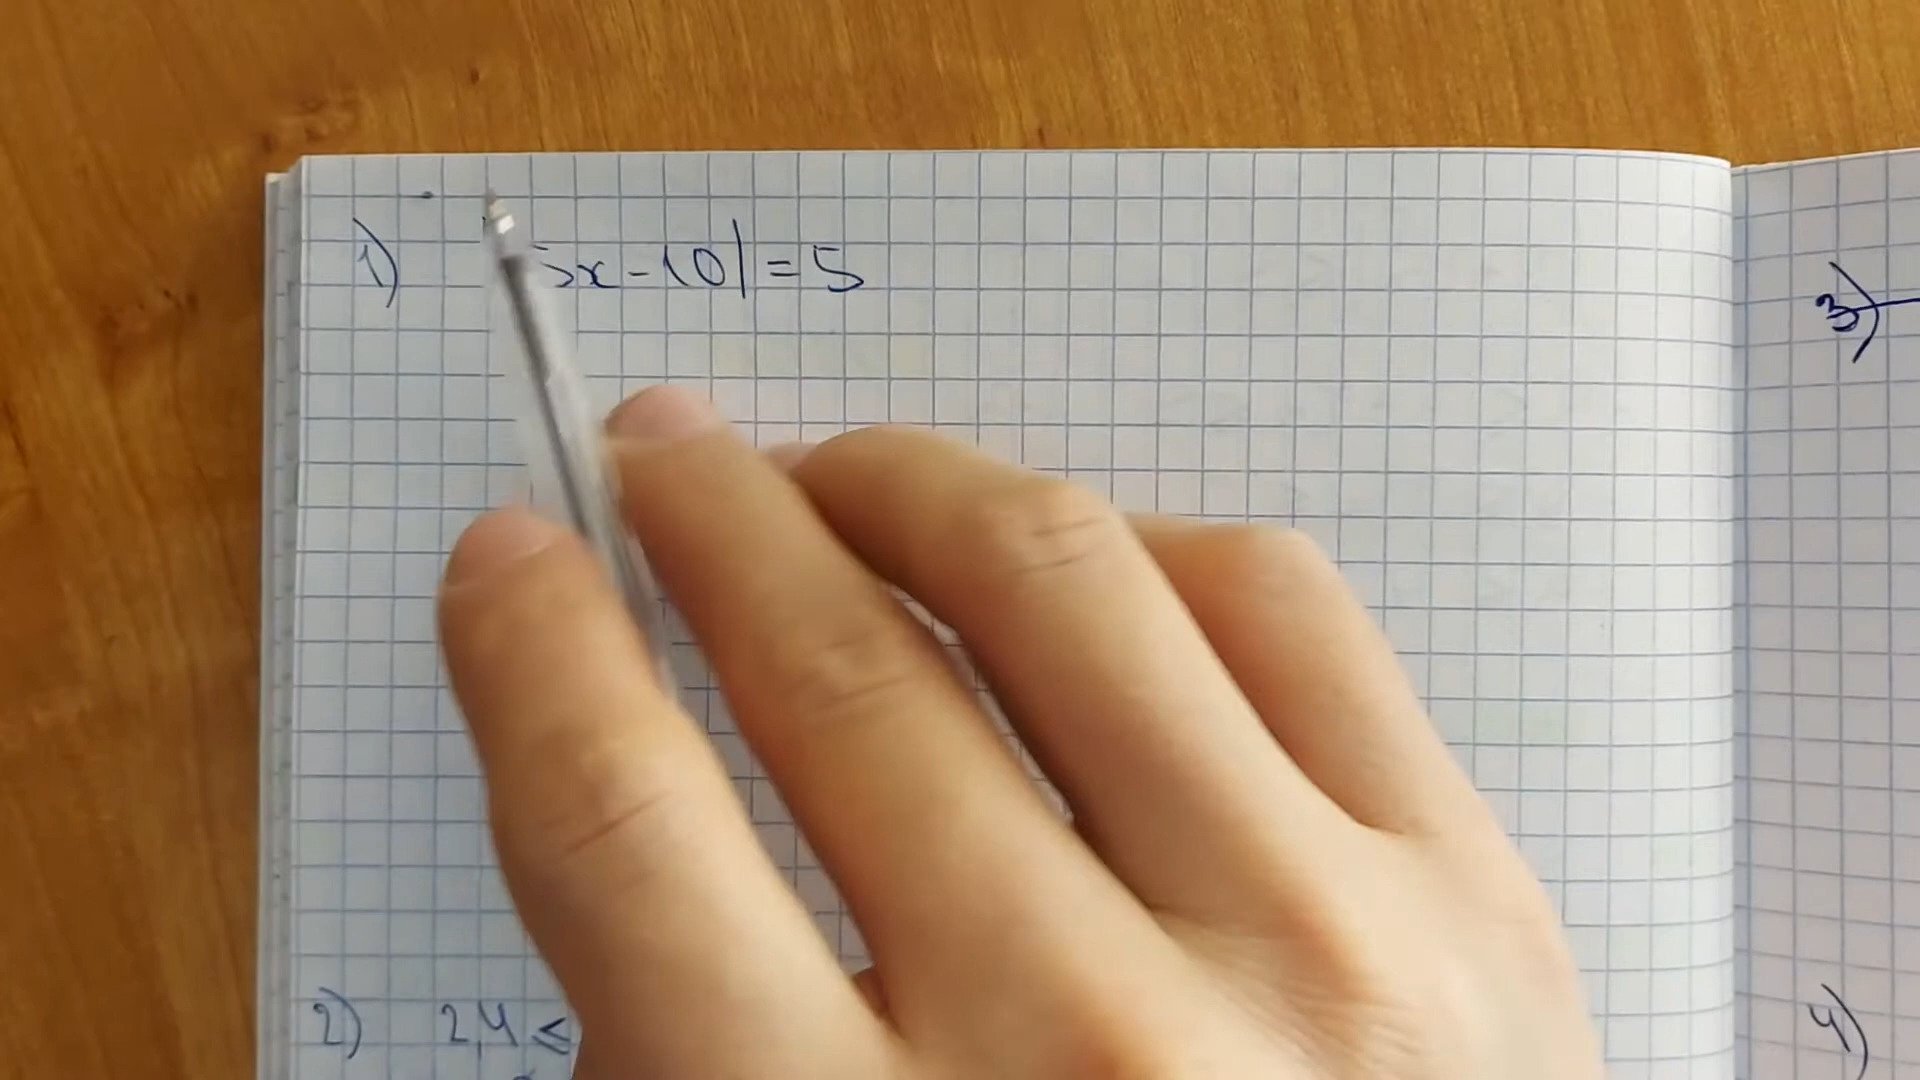 1) 5x-10|=5
2) 2,4≤
3)
4)